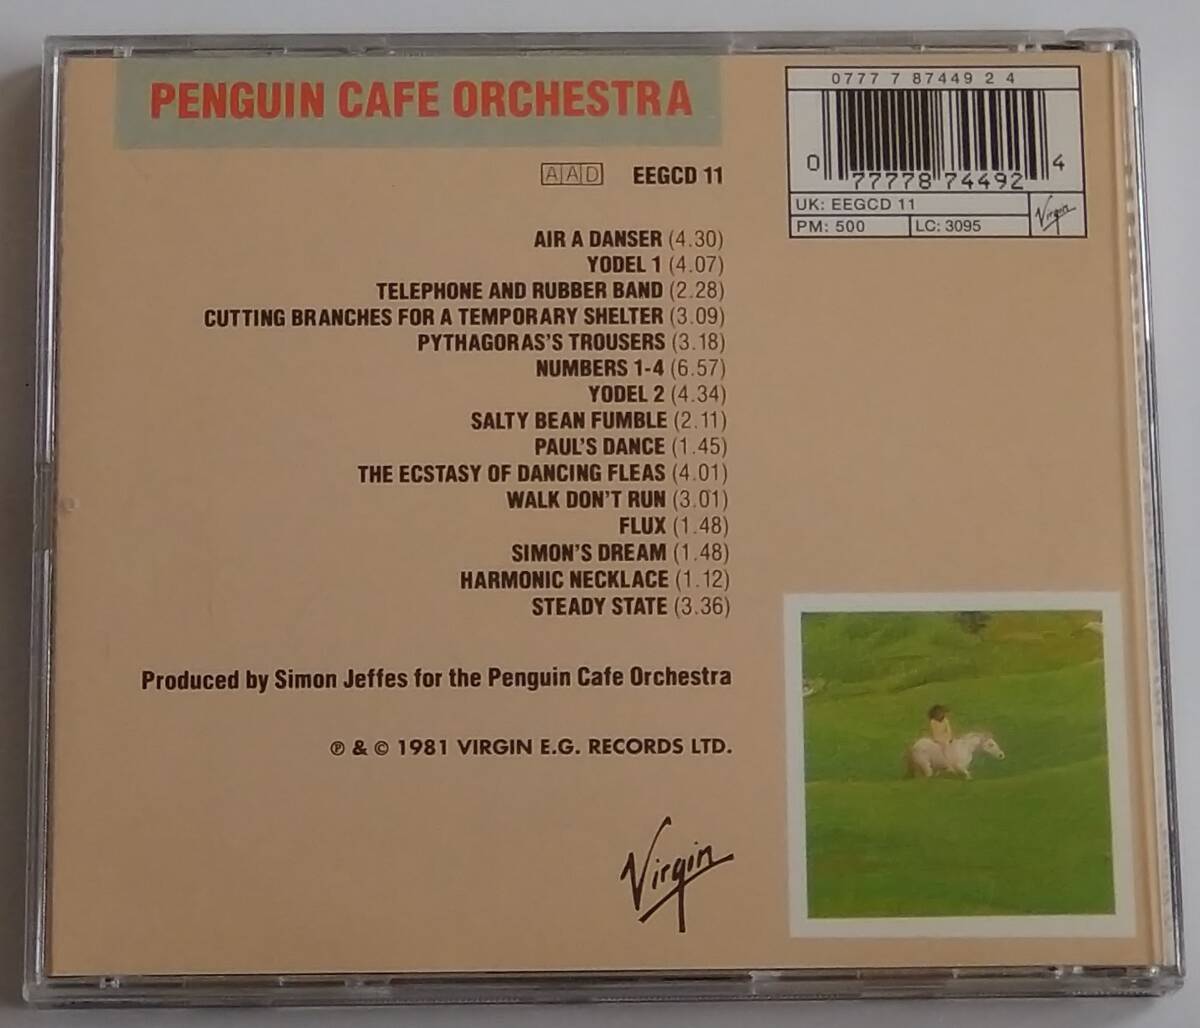 PENGUIN CAFE ORCHESTRA
AAD EEGCD 11
AIR A DANSER (4.30)
YODEL 1 (4.07)
TELEPHONE AND RUBBER BAND (2.28)
CUTTING BRANCHES FOR A TEMPORARY SHELTER (3.09)
PYTHAGORAS'S TROUSERS (3.18)
NUMBERS 1-4 (6.57)
YODEL 2 (4.34)
SALTY BEAN FUMBLE (2.11)
PAUL'S DANCE (1.45)
THE ECSTASY OF DANCING FLEAS (4.01)
WALK DON'T RUN (3.01)
FLUX (1.48)
SIMON'S DREAM (1.48)
HARMONIC NECKLACE (1.12)
STEADY STATE (3.36)
Produced by Simon Jeffes for the Penguin Cafe Orchestra
℗ & © 1981 VIRGIN E.G. RECORDS LTD.
Virgin
0777 7 87449 2 4
0 77778 74492 4
UK: EEGCD 11
PM: 500 LC: 3095
Virgin